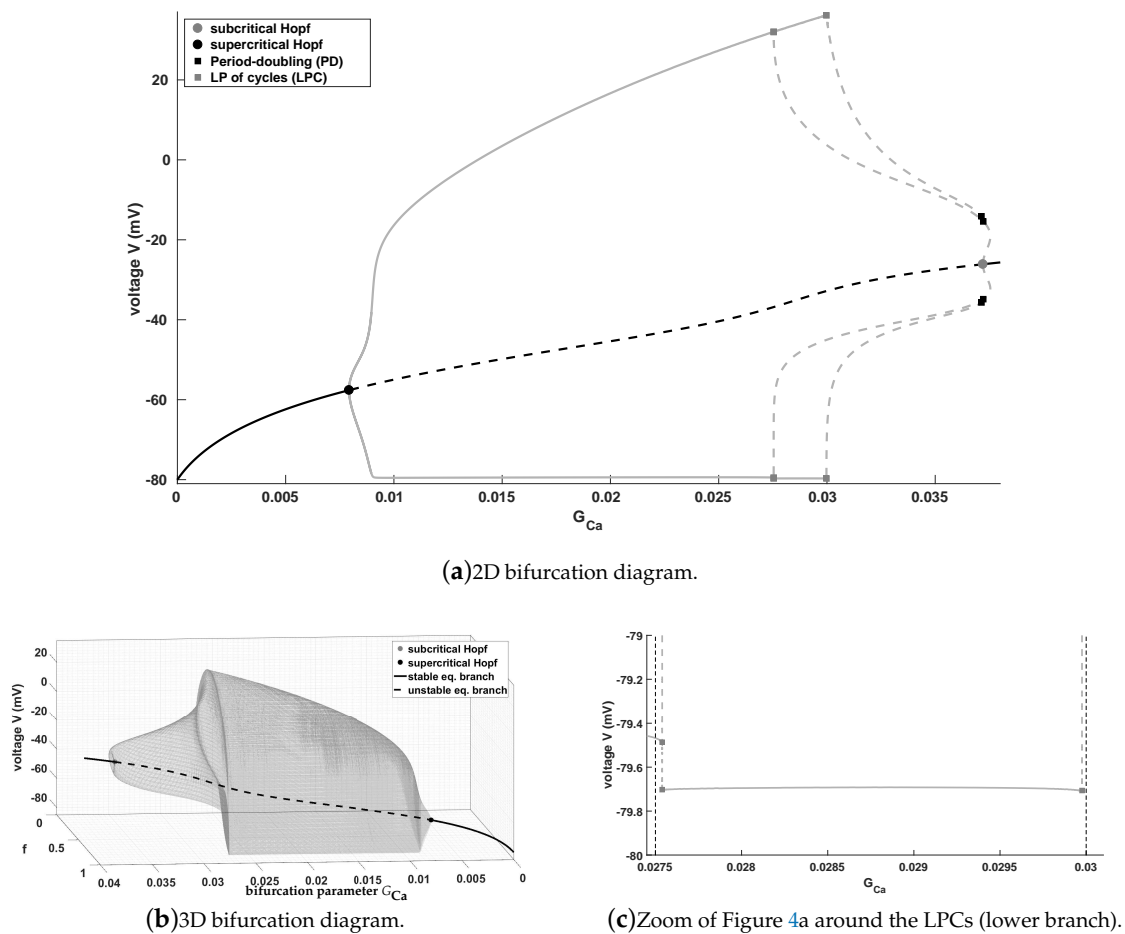 subcritical Hopf
supercritical Hopf
Period-doubling (PD)
LP of cycles (LPC)
20
0
-20
-40
-60
-80
voltage V (mV)
0 0.005 0.01 0.015 0.02 0.025 0.03 0.035
G_Ca
(a)2D bifurcation diagram.
subcritical Hopf
supercritical Hopf
stable eq. branch
unstable eq. branch
20
0
-20
-40
-60
-80
voltage V (mV)
0
0.5
1
f
0.04 0.035 0.03 0.025 0.02 0.015 0.01 0.005 0
bifurcation parameter G_Ca
(b)3D bifurcation diagram.
-79
-79.2
-79.4
-79.6
-79.8
-80
voltage V (mV)
0.0275 0.028 0.0285 0.029 0.0295 0.03
G_Ca
(c)Zoom of Figure 4a around the LPCs (lower branch).